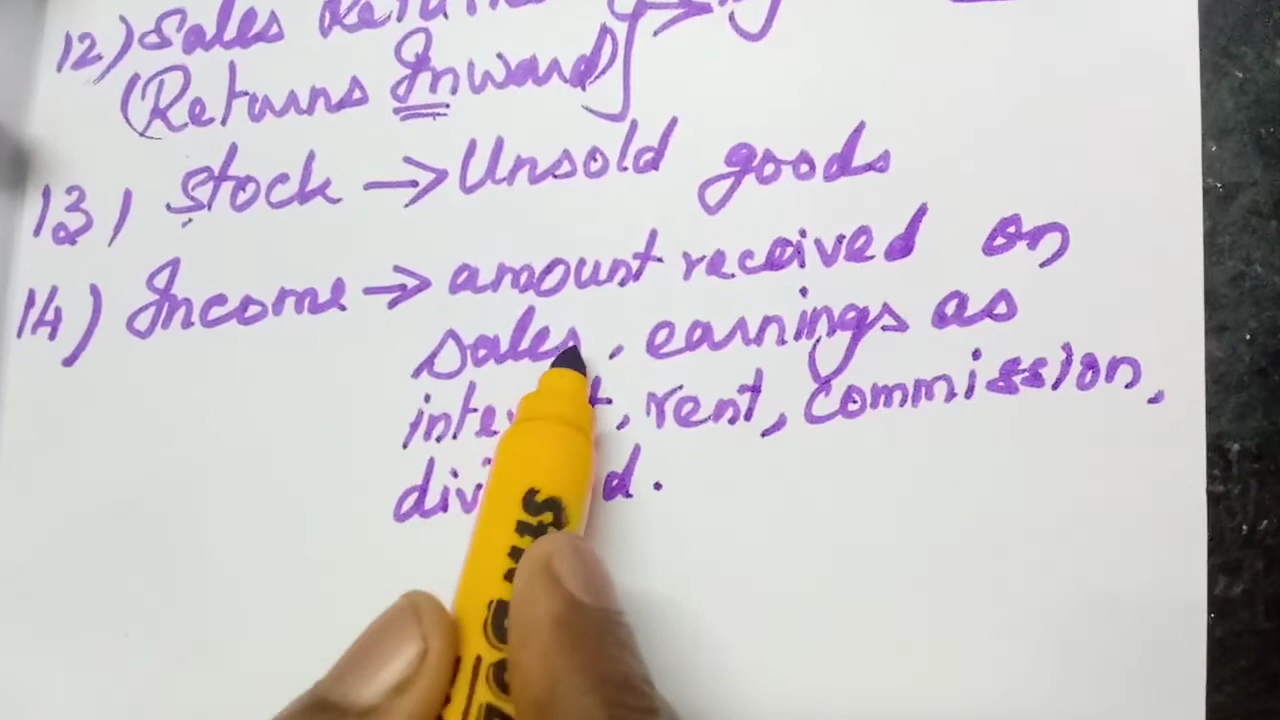 12) Sales
(Returns Inward)
13) Stock → Unsold goods
14) Income → amount received on
sales, earnings as
rent, commission,